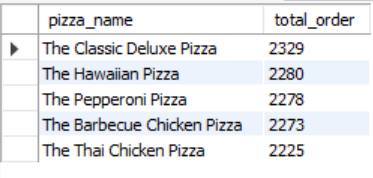 pizza_name total_order
The Classic Deluxe Pizza 2329
The Hawaiian Pizza 2280
The Pepperoni Pizza 2278
The Barbecue Chicken Pizza 2273
The Thai Chicken Pizza 2225